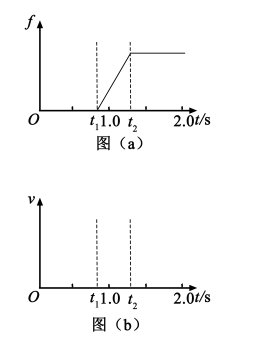 f
O
t₁ 1.0 t₂ 2.0 t/s
图（a）
v
O
t₁ 1.0 t₂ 2.0 t/s
图（b）